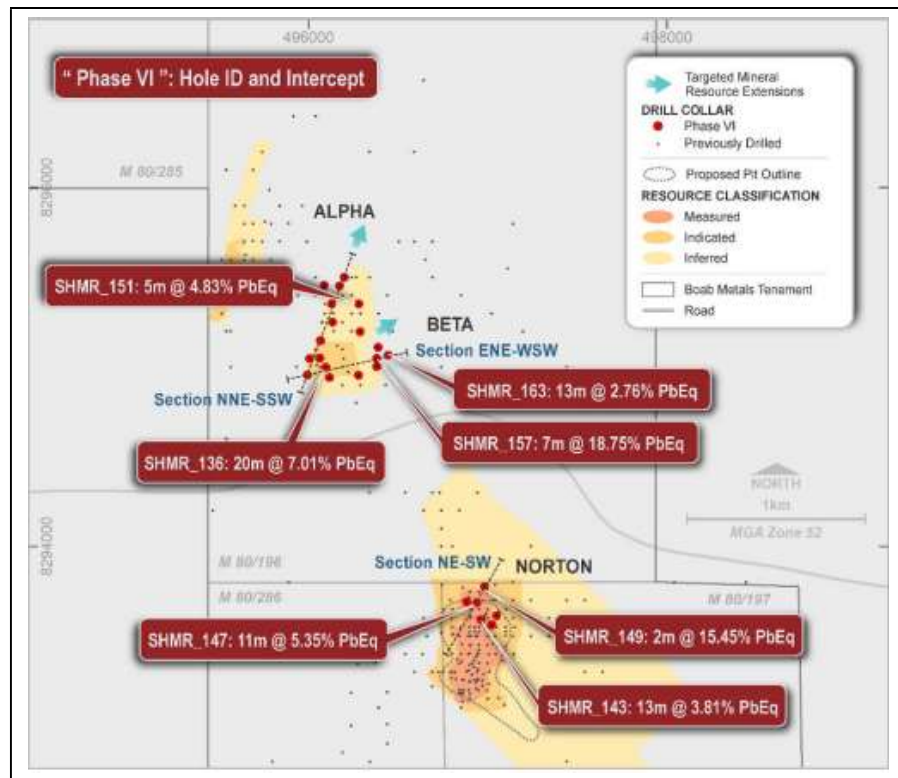 496000
498000
“ Phase VI ”: Hole ID and Intercept
Targeted Mineral
Resource Extensions
DRILL COLLAR
Phase VI
Previously Drilled
Proposed Pit Outline
RESOURCE CLASSIFICATION
Measured
Indicated
Inferred
Boab Metals Tenament
Road
M 80/285
8296000
ALPHA
SHMR_151: 5m @ 4.83% PbEq
BETA
Section ENE-WSW
Section NNE-SSW
SHMR_163: 13m @ 2.76% PbEq
SHMR_157: 7m @ 18.75% PbEq
SHMR_136: 20m @ 7.01% PbEq
NORTH
1km
MGA Zone 52
8294000
M 80/196
Section NE-SW
NORTON
M 80/286
M 80/197
SHMR_147: 11m @ 5.35% PbEq
SHMR_149: 2m @ 15.45% PbEq
SHMR_143: 13m @ 3.81% PbEq